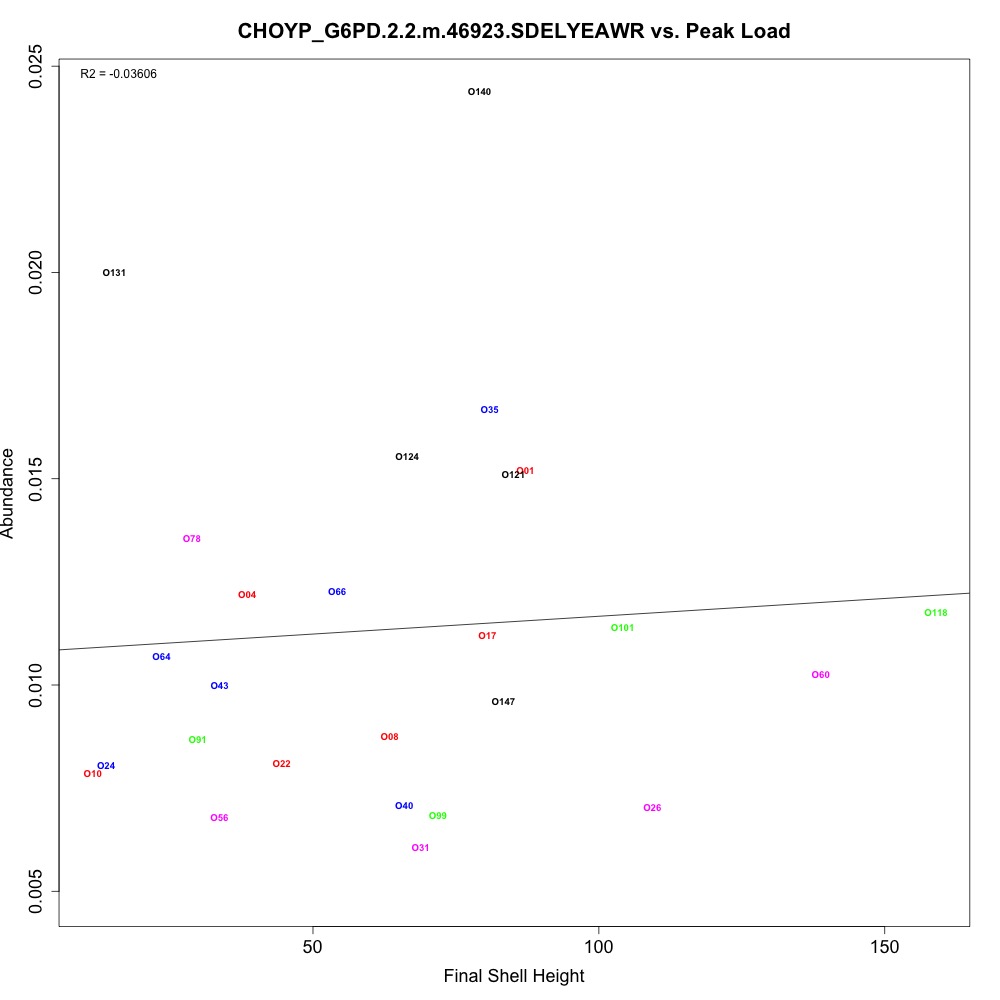 CHOYP_G6PD.2.2.m.46923.SDELYEAWR vs. Peak Load
R2 = -0.03606
0.025
O140
0.020
O131
O35
O124
O01
0.015
O121
O78
O66
O04
O118
O101
O17
O64
O60
0.010
O43
O147
O91
O08
O24
O22
O10
O40
O26
O99
O56
O31
0.005
Abundance
50
100
150
Final Shell Height